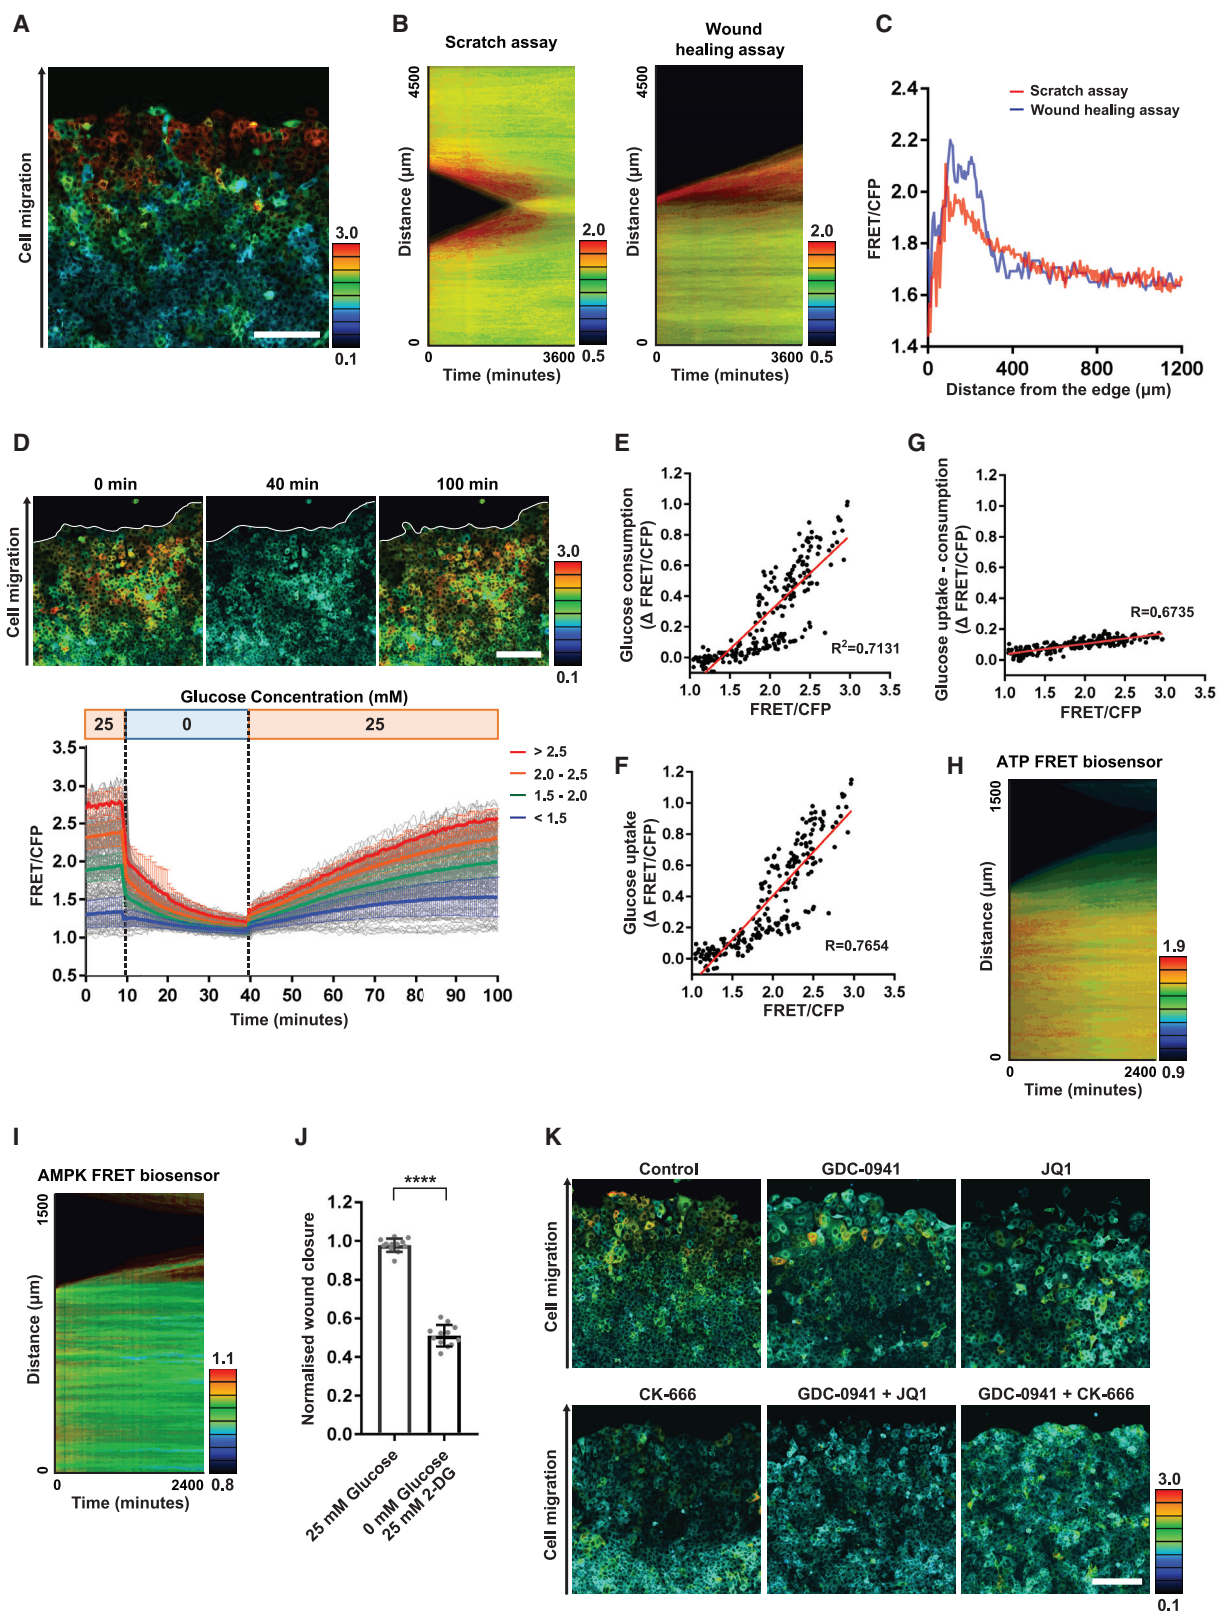 A
Cell migration
3.0
0.1
B
Scratch assay
4500
Distance (µm)
0
0
3600
Time (minutes)
2.0
0.5
Wound
healing assay
4500
Distance (µm)
0
0
3600
Time (minutes)
2.0
0.5
C
Scratch assay
Wound healing assay
FRET/CFP
2.4
2.2
2.0
1.8
1.6
1.4
0
400
800
1200
Distance from the edge (µm)
D
0 min
40 min
100 min
Cell migration
3.0
0.1
Glucose Concentration (mM)
25
0
25
FRET/CFP
3.5
3.0
2.5
2.0
1.5
1.0
0.5
> 2.5
2.0 - 2.5
1.5 - 2.0
< 1.5
0 10 20 30 40 50 60 70 80 90 100
Time (minutes)
E
Glucose consumption
(Δ FRET/CFP)
1.2
1.0
0.8
0.6
0.4
0.2
0.0
R²=0.7131
1.0 1.5 2.0 2.5 3.0 3.5
FRET/CFP
F
Glucose uptake
(Δ FRET/CFP)
1.2
1.0
0.8
0.6
0.4
0.2
0.0
R=0.7654
1.0 1.5 2.0 2.5 3.0 3.5
FRET/CFP
G
Glucose uptake - consumption
(Δ FRET/CFP)
1.2
1.0
0.8
0.6
0.4
0.2
0.0
R=0.6735
1.0 1.5 2.0 2.5 3.0 3.5
FRET/CFP
H
ATP FRET biosensor
1500
Distance (µm)
0
0
2400
Time (minutes)
1.9
0.9
I
AMPK FRET biosensor
1500
Distance (µm)
0
0
2400
Time (minutes)
1.1
0.8
J
****
Normalised wound closure
1.2
1.0
0.8
0.6
0.4
0.2
0.0
25 mM Glucose
0 mM Glucose
25 mM 2-DG
K
Control
GDC-0941
JQ1
Cell migration
CK-666
GDC-0941 + JQ1
GDC-0941 + CK-666
Cell migration
3.0
0.1